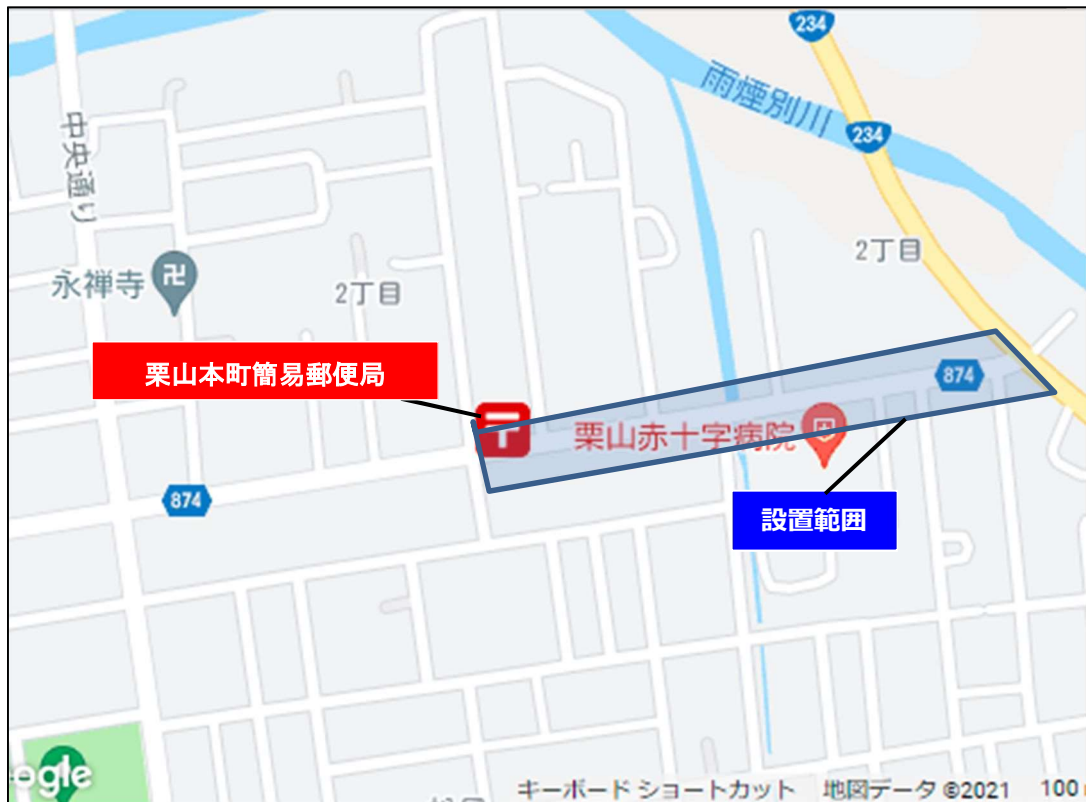 234
雨煙別川
234
中央通り
2丁目
永禅寺
2丁目
栗山本町簡易郵便局
874
栗山赤十字病院
874
設置範囲
ogle
キーボード ショートカット 地図データ ©2021 100